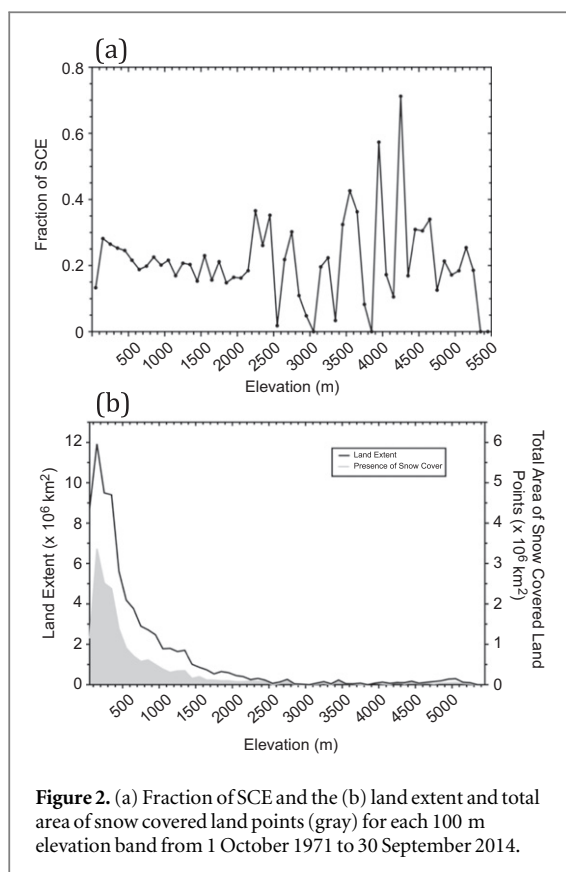 (a)
0.8
0.6
0.4
0.2
0
Fraction of SCE
500 1000 1500 2000 2500 3000 3500 4000 4500 5000 5500
Elevation (m)
(b)
12
10
8
6
4
2
0
Land Extent (x 10⁶ km²)
Land Extent
Presence of Snow Cover
6
5
4
3
2
1
0
Total Area of Snow Covered Land
Points (x 10⁶ km²)
500 1000 1500 2000 2500 3000 3500 4000 4500 5000
Elevation (m)
Figure 2. (a) Fraction of SCE and the (b) land extent and total
area of snow covered land points (gray) for each 100 m
elevation band from 1 October 1971 to 30 September 2014.